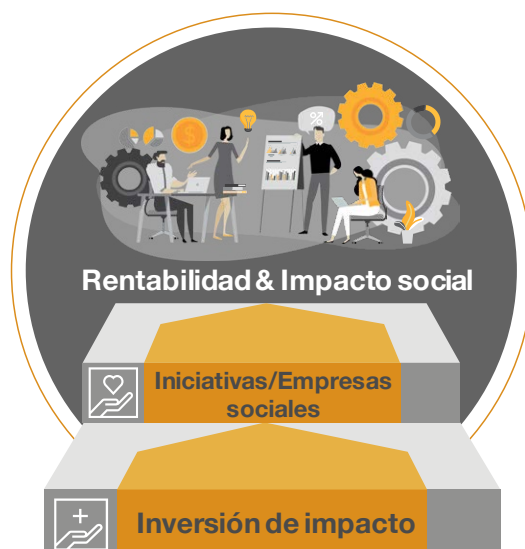 $
%
Rentabilidad & Impacto social
Iniciativas/Empresas
sociales
Inversión de impacto